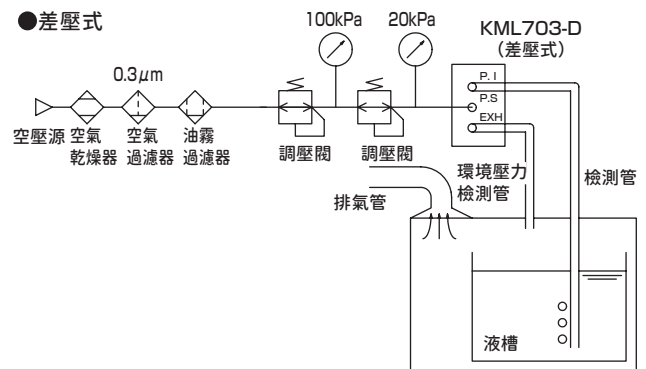 ●差壓式
100kPa
20kPa
KML703-D
（差壓式）
0.3μm
P. I
P.S
EXH
空壓源
空氣
乾燥器
空氣
過濾器
油霧
過濾器
調壓閥
調壓閥
環境壓力
檢測管
檢測管
排氣管
液槽